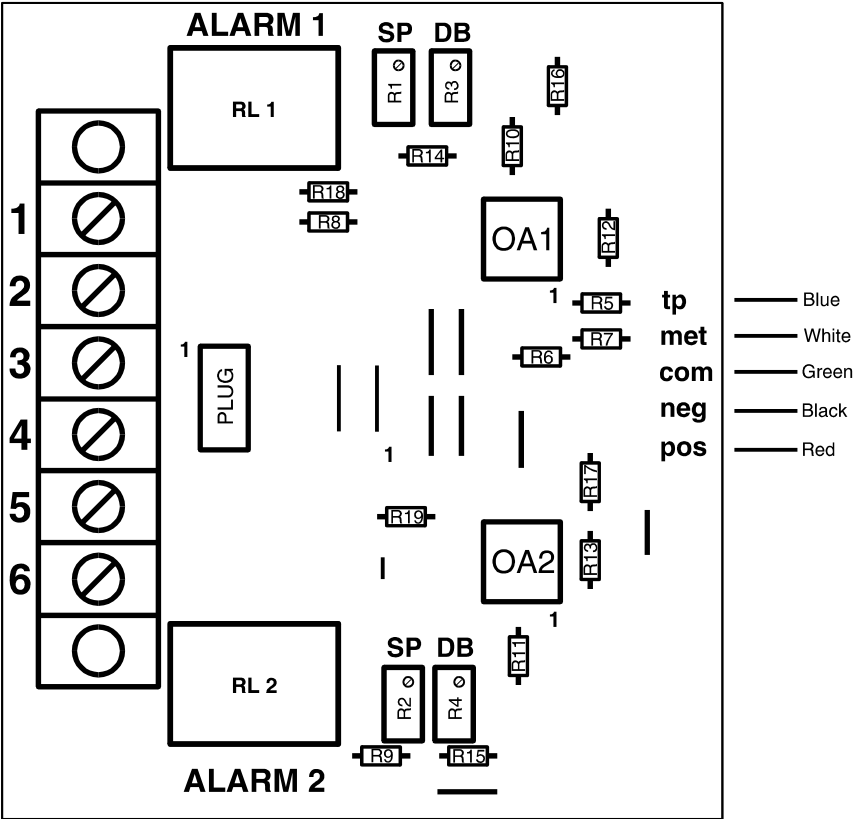 ALARM 1
SP DB
R1
R3
R16
RL 1
R10
R14
R18
1
R8
OA1
R12
2
1
R5
tp
Blue
R7
met
White
3
1
R6
com
Green
PLUG
neg
Black
4
1
pos
Red
R17
5
R19
OA2
R13
6
1
SP DB
R11
RL 2
R2
R4
R9
R15
ALARM 2